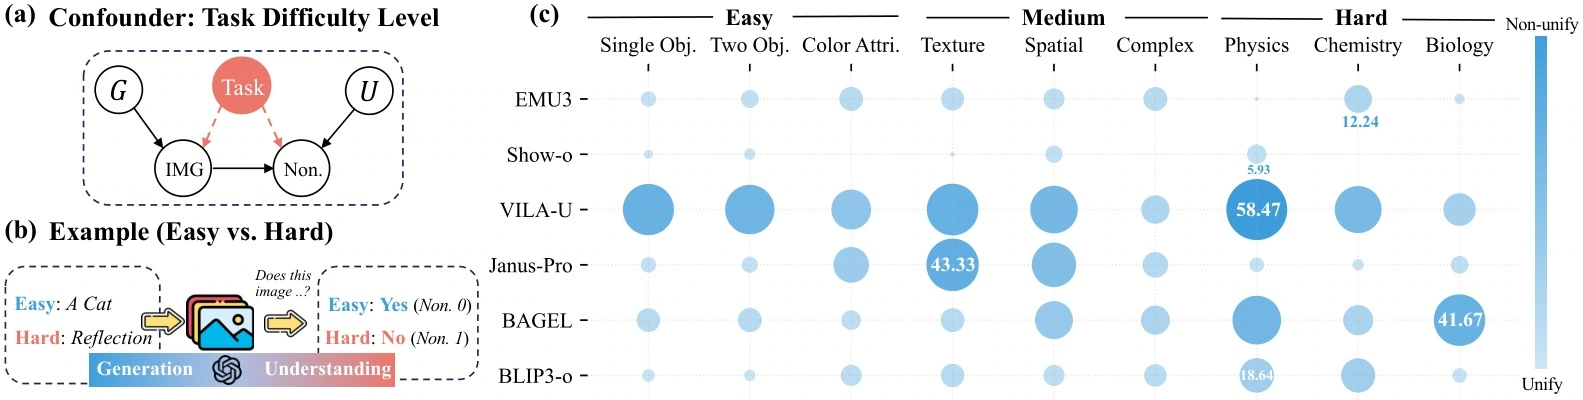 (a) Confounder: Task Difficulty Level
G
Task
U
IMG
Non.
(b) Example (Easy vs. Hard)
Easy: A Cat
Hard: Reflection
Does this
image ..?
Easy: Yes (Non. 0)
Hard: No (Non. 1)
Generation
Understanding
(c)
Easy Medium Hard
Single Obj. Two Obj. Color Attri. Texture Spatial Complex Physics Chemistry Biology
EMU3
12.24
Show-o
5.93
VILA-U
58.47
Janus-Pro
43.33
BAGEL
41.67
BLIP3-o
18.64
Non-unify
Unify